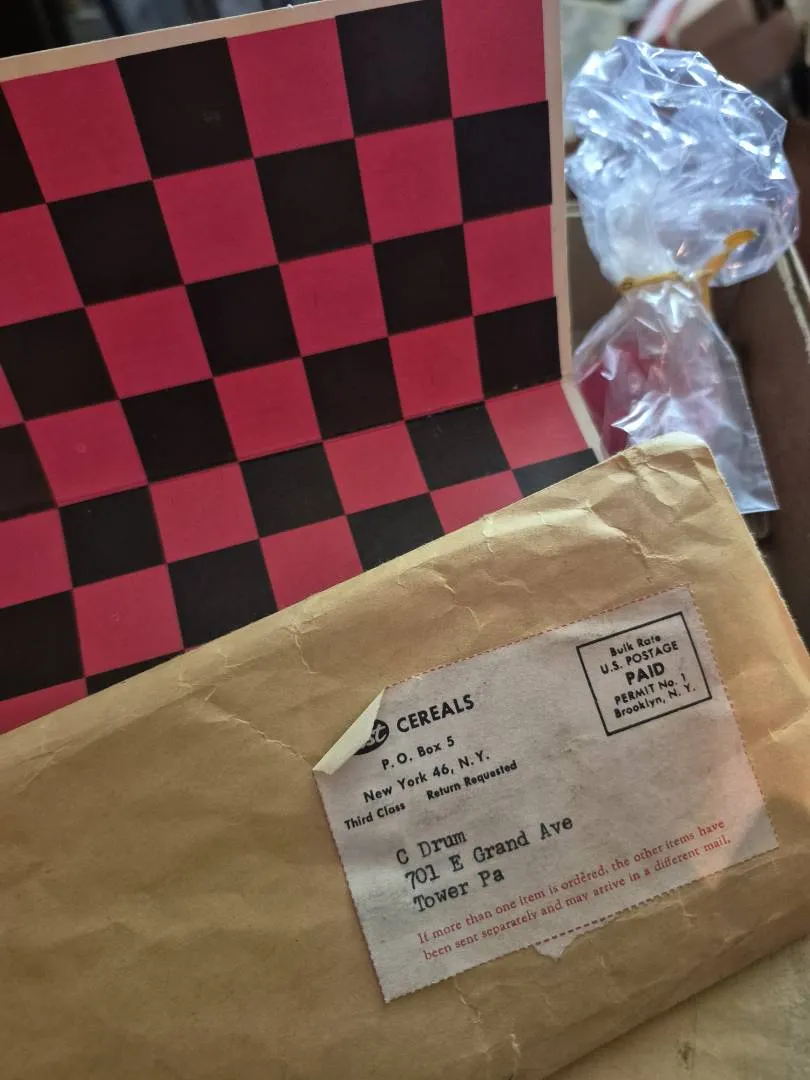 CEREALS
P.O. Box 5
New York 46, N.Y.
Third Class Return Requested
Bulk Rate
U.S. POSTAGE
PAID
PERMIT No. 1
Brooklyn, N. Y.
C Drum
701 E Grand Ave
Tower Pa
If more than one item is ordered, the other items have
been sent separately and may arrive in a different mail.